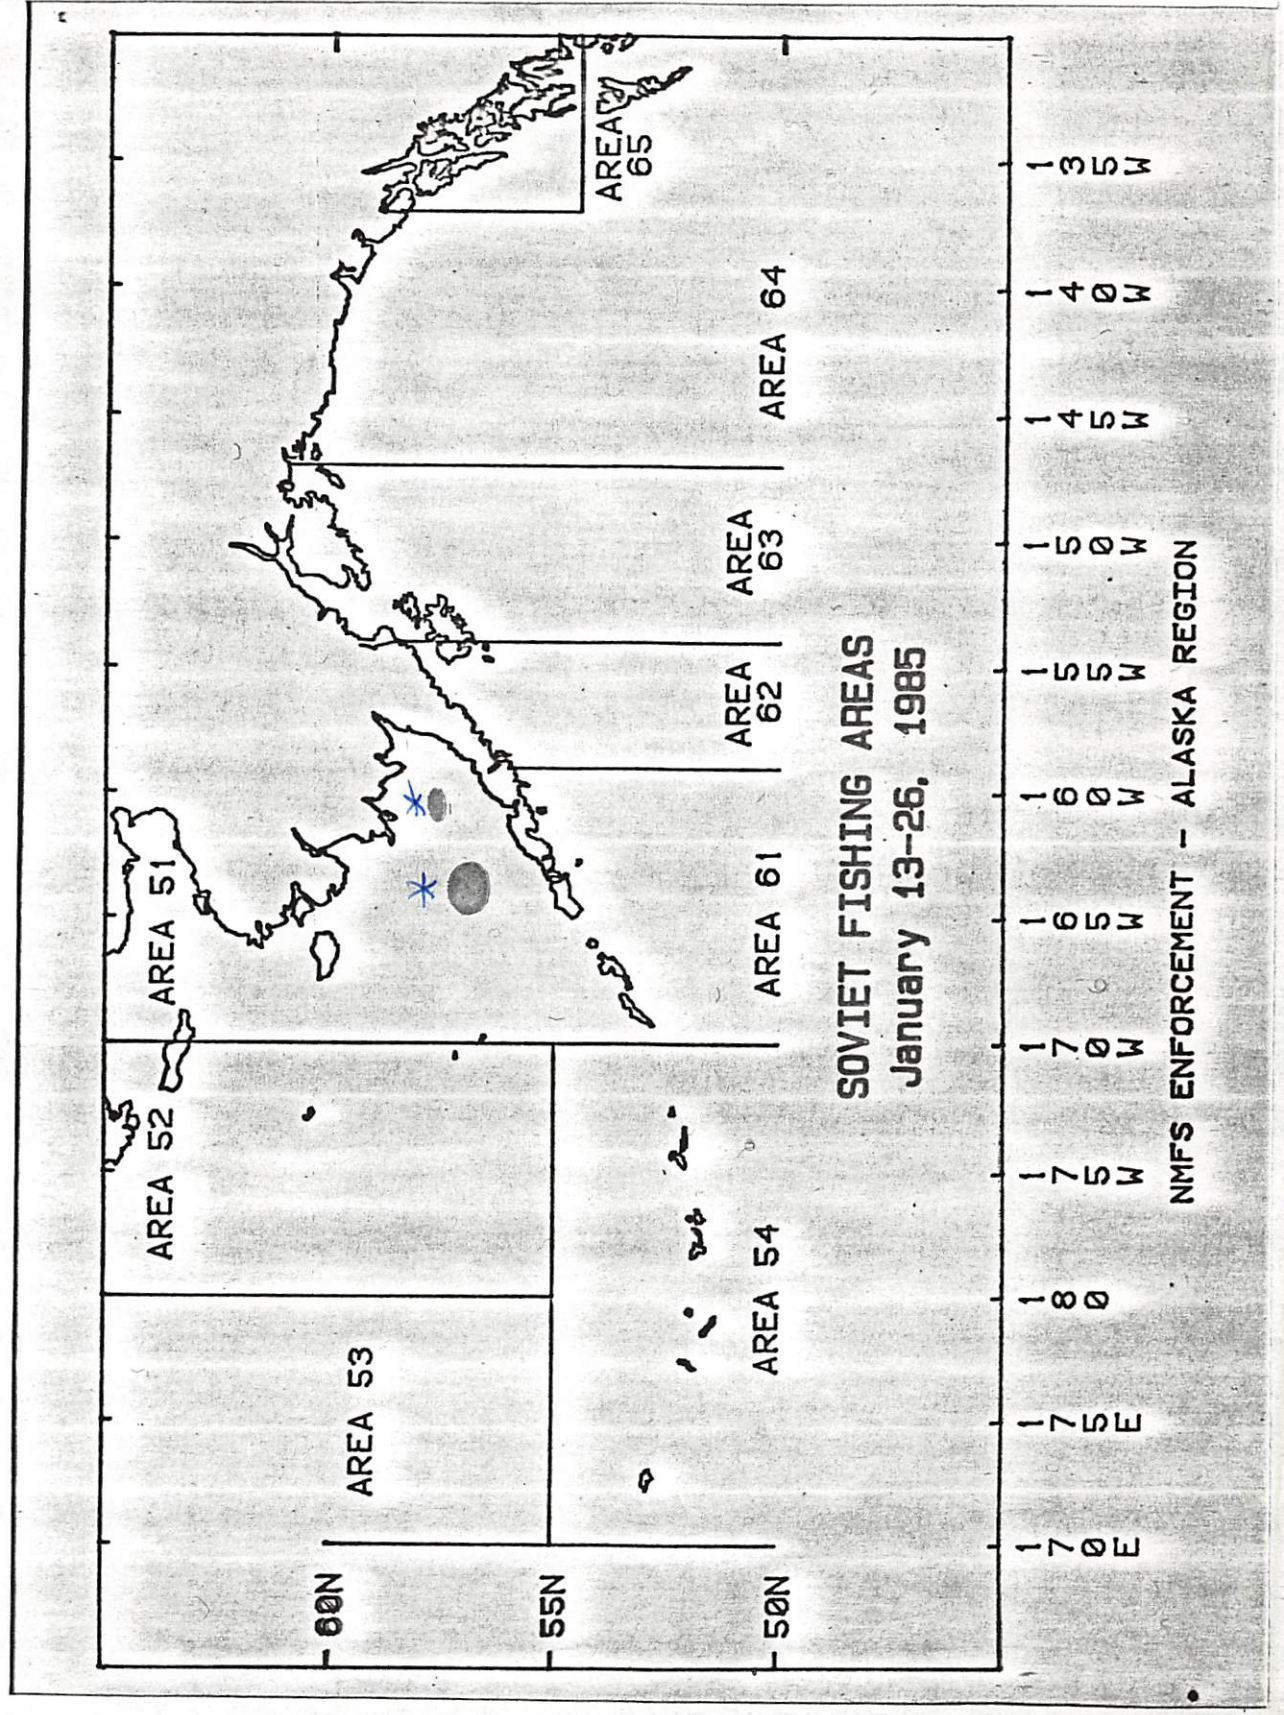 AREA 51
AREA 52
AREA 53
AREA 54
AREA 61
AREA
62
AREA
63
AREA 64
AREA
65
60N
55N
50N
170E
175E
180
175W
170W
165W
160W
155W
150W
145W
140W
135W
SOVIET FISHING AREAS
January 13-26, 1985
NMFS ENFORCEMENT - ALASKA REGION